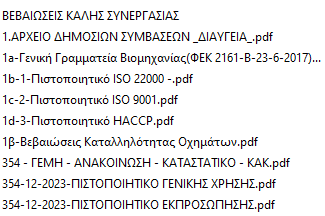 ΒΕΒΑΙΩΣΕΙΣ ΚΑΛΗΣ ΣΥΝΕΡΓΑΣΙΑΣ
1.ΑΡΧΕΙΟ ΔΗΜΟΣΙΩΝ ΣΥΜΒΑΣΕΩΝ _ΔΙΑΥΓΕΙΑ_.pdf
1a-Γενική Γραμματεία Βιομηχανίας(ΦΕΚ 2161-Β-23-6-2017)...
1b-1-Πιστοποιητικό ISO 22000 -.pdf
1c-2-Πιστοποιητικό ISO 9001.pdf
1d-3-Πιστοποιητικό HACCP.pdf
1β-Βεβαιώσεις Καταλληλότητας Οχημάτων.pdf
354 - ΓΕΜΗ - ΑΝΑΚΟΙΝΩΣΗ - ΚΑΤΑΣΤΑΤΙΚΟ - ΚΑΚ.pdf
354-12-2023-ΠΙΣΤΟΠΟΙΗΤΙΚΟ ΓΕΝΙΚΗΣ ΧΡΗΣΗΣ.pdf
354-12-2023-ΠΙΣΤΟΠΟΙΗΤΙΚΟ ΕΚΠΡΟΣΩΠΗΣΗΣ.pdf